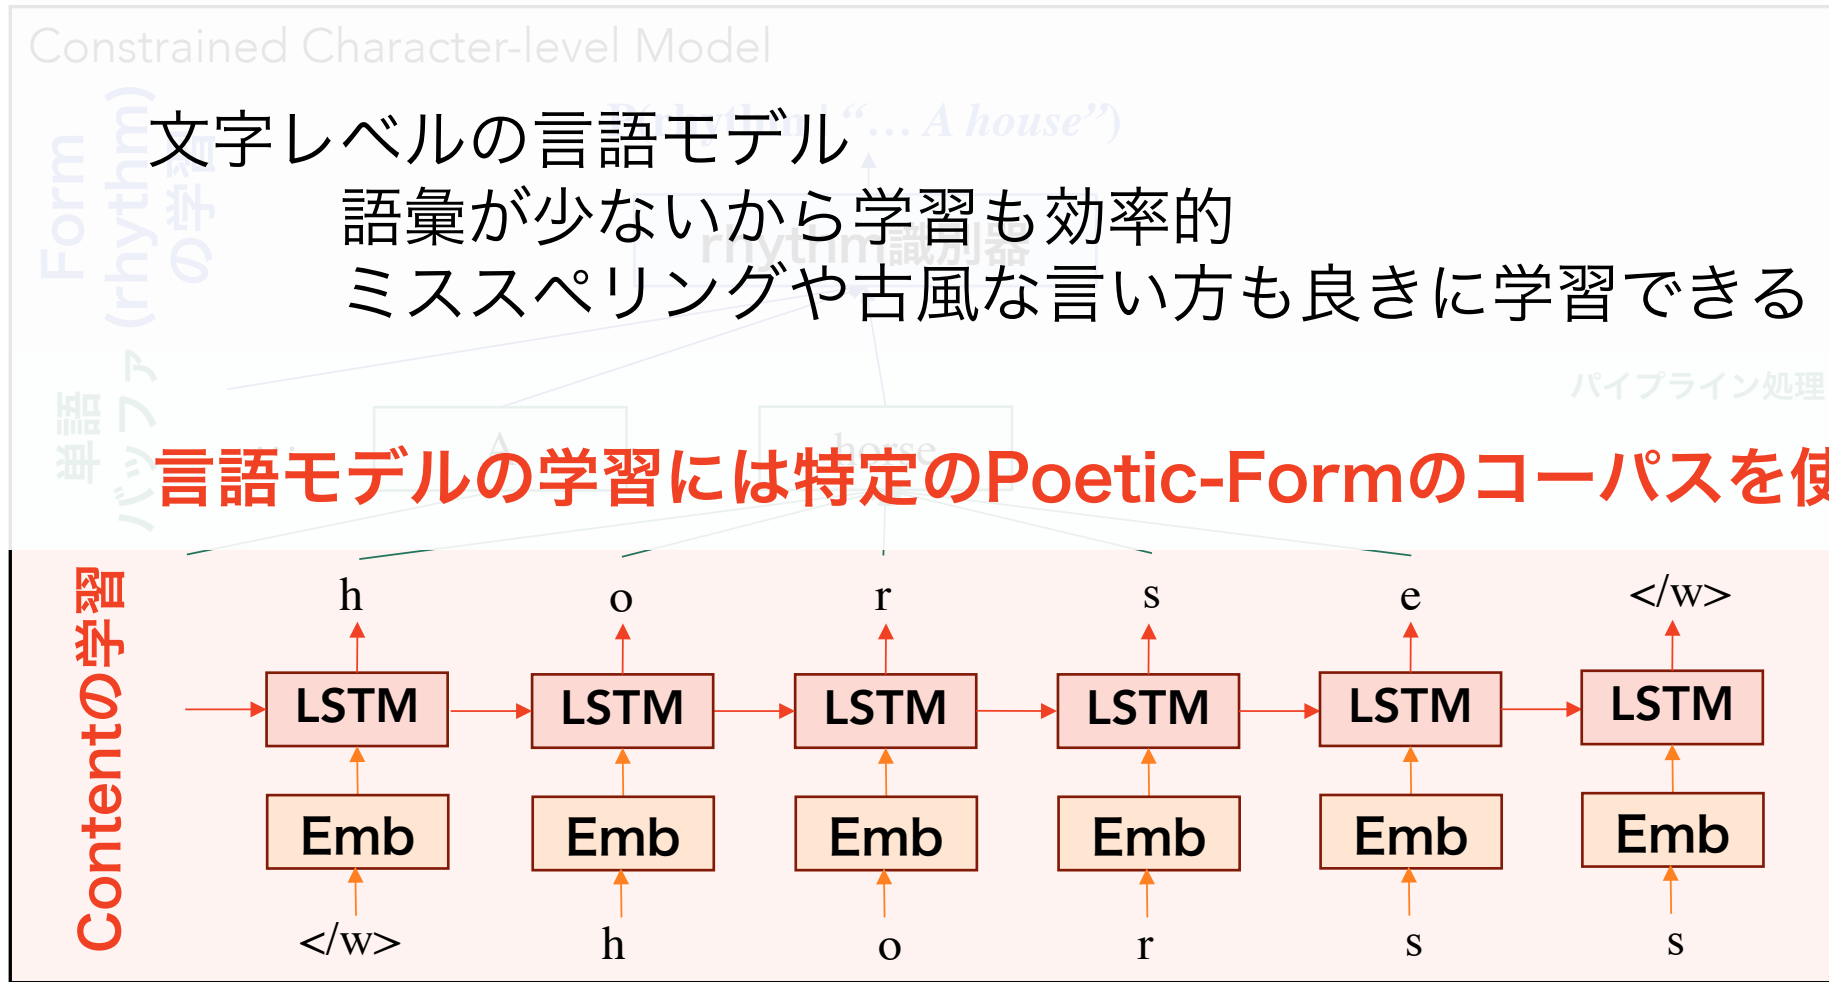 Constrained Character-level Model
Form
(rhythm)
の学習
“… A house”)
文字レベルの言語モデル
語彙が少ないから学習も効率的
rhythm識別器
ミススペリングや古風な言い方も良きに学習できる
単語
バッファ
パイプライン処理
A
horse
言語モデルの学習には特定のPoetic-Formのコーパスを使
Contentの学習
h o r s e </w>
LSTM LSTM LSTM LSTM LSTM LSTM
Emb Emb Emb Emb Emb Emb
</w> h o r s s